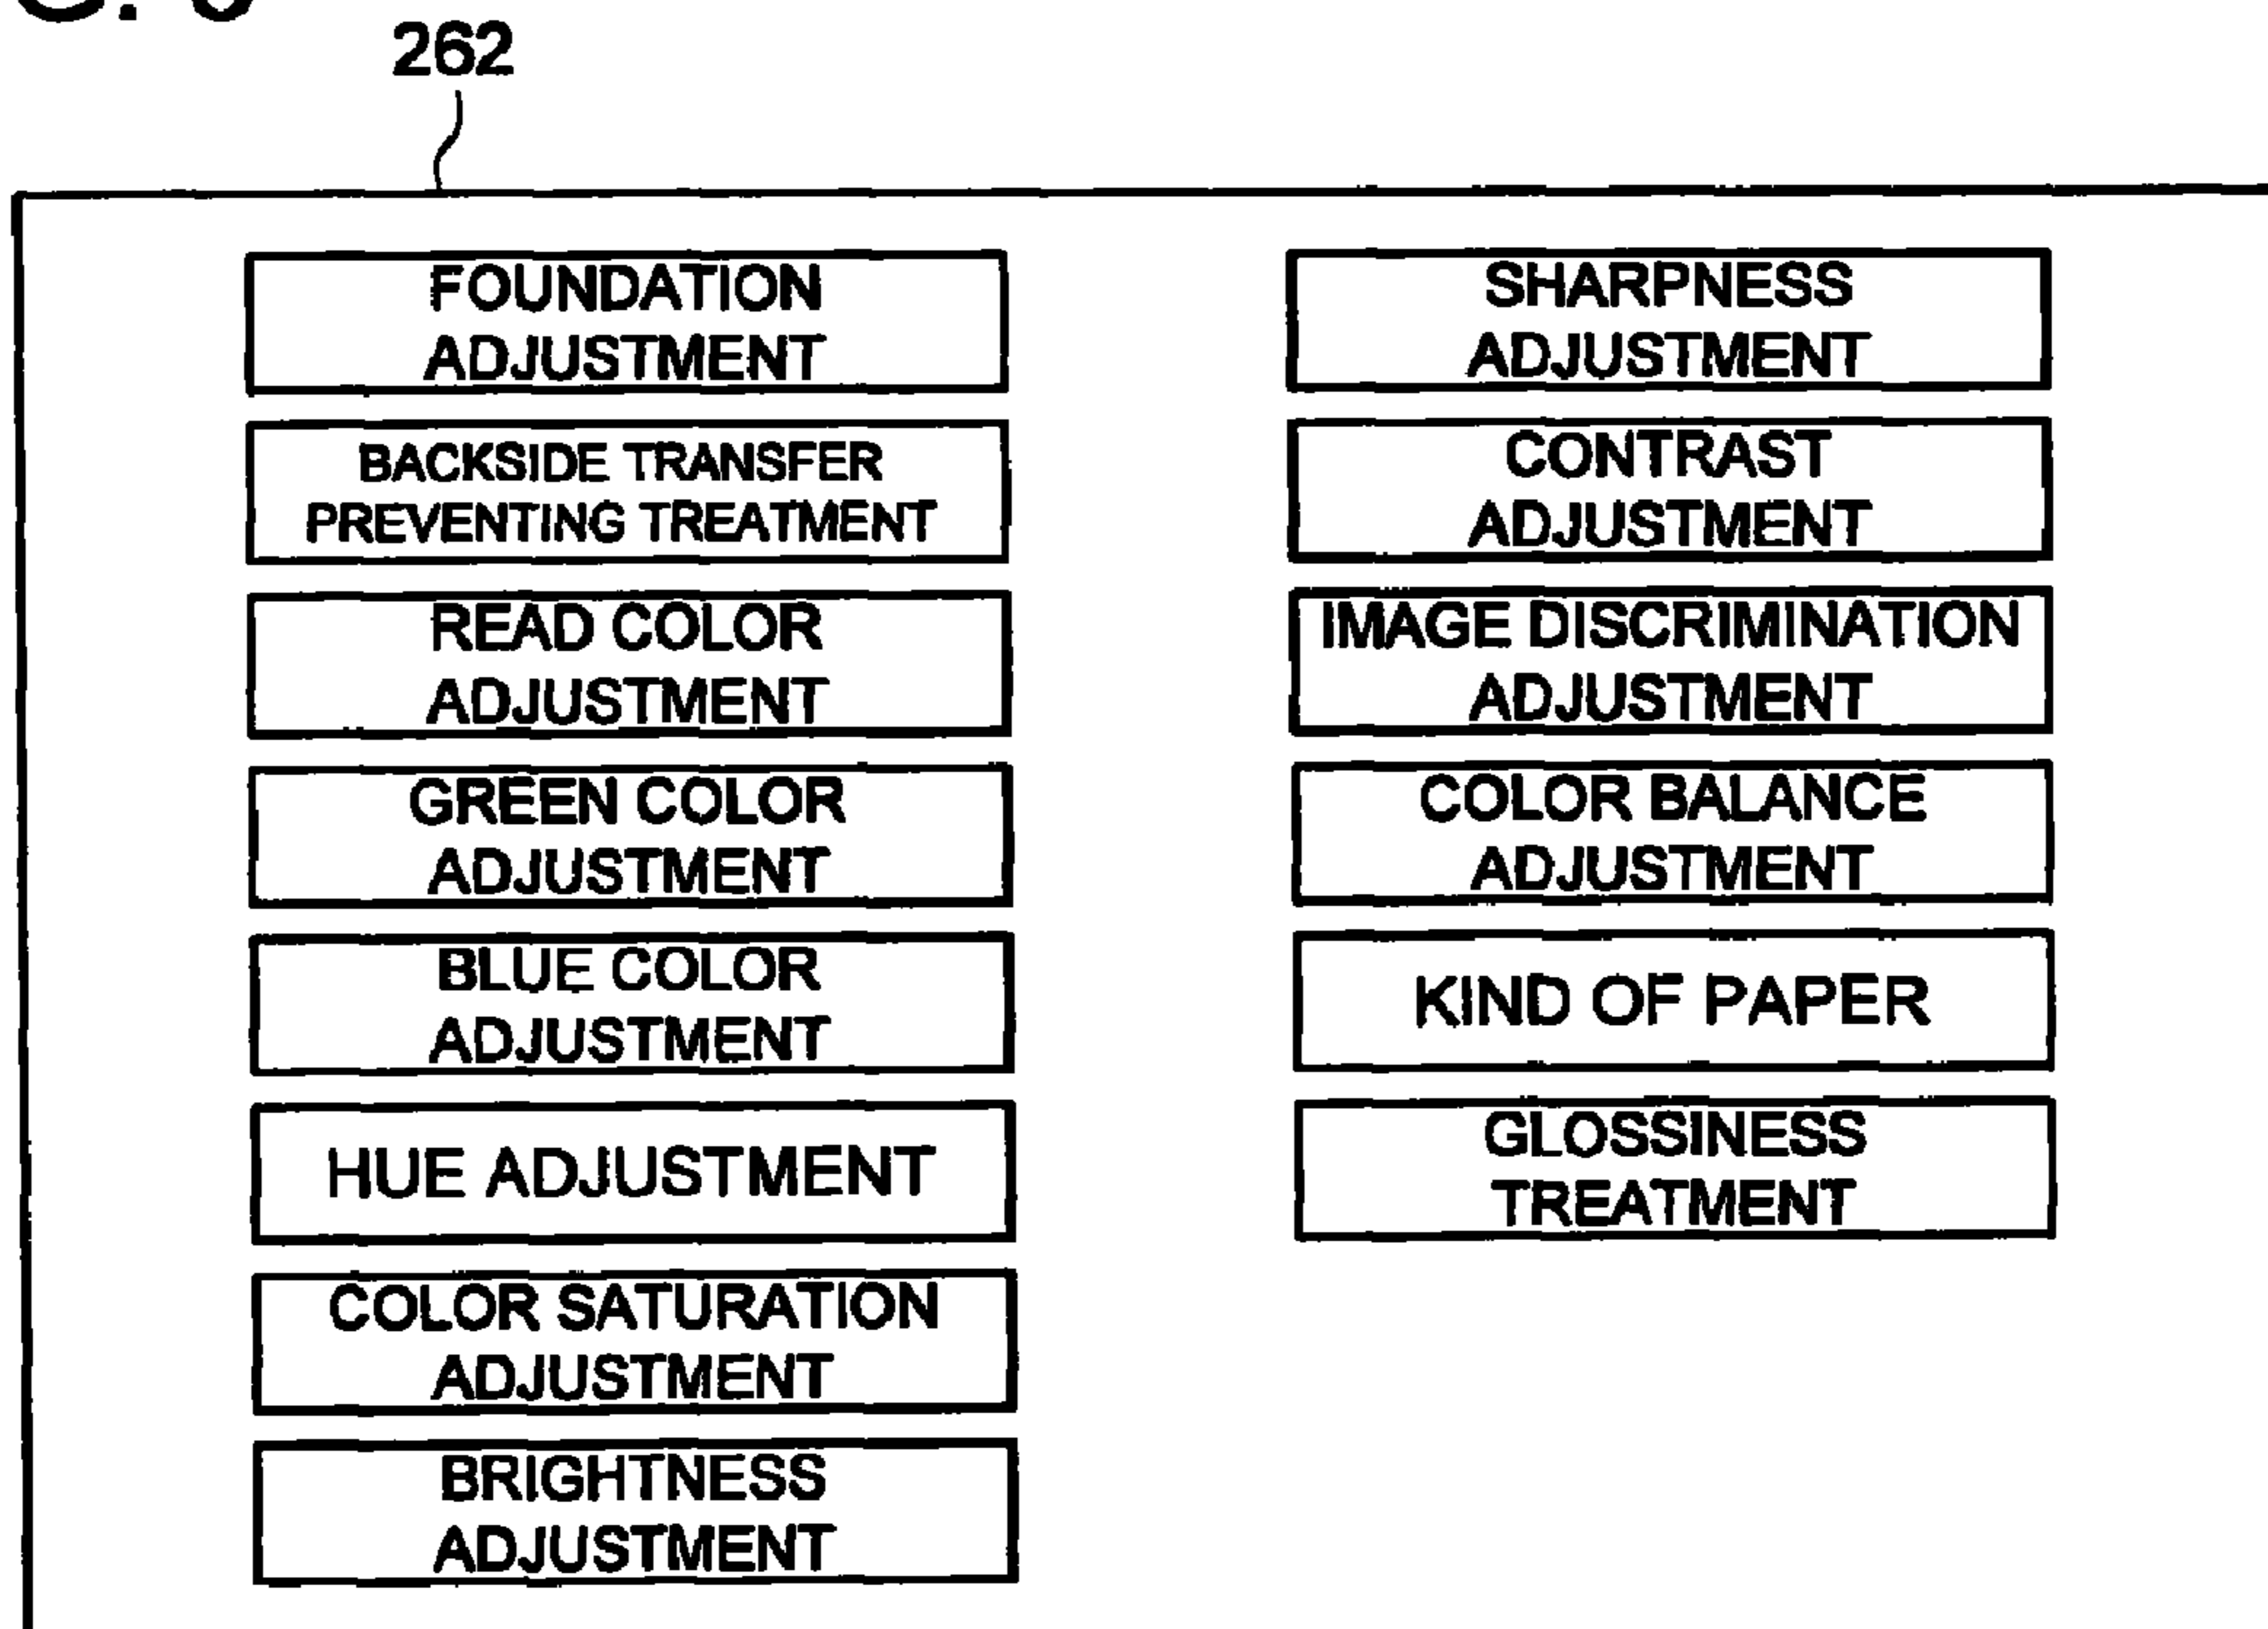 262
FOUNDATION
ADJUSTMENT
BACKSIDE TRANSFER
PREVENTING TREATMENT
READ COLOR
ADJUSTMENT
GREEN COLOR
ADJUSTMENT
BLUE COLOR
ADJUSTMENT
HUE ADJUSTMENT
COLOR SATURATION
ADJUSTMENT
BRIGHTNESS
ADJUSTMENT
SHARPNESS
ADJUSTMENT
CONTRAST
ADJUSTMENT
IMAGE DISCRIMINATION
ADJUSTMENT
COLOR BALANCE
ADJUSTMENT
KIND OF PAPER
GLOSSINESS
TREATMENT